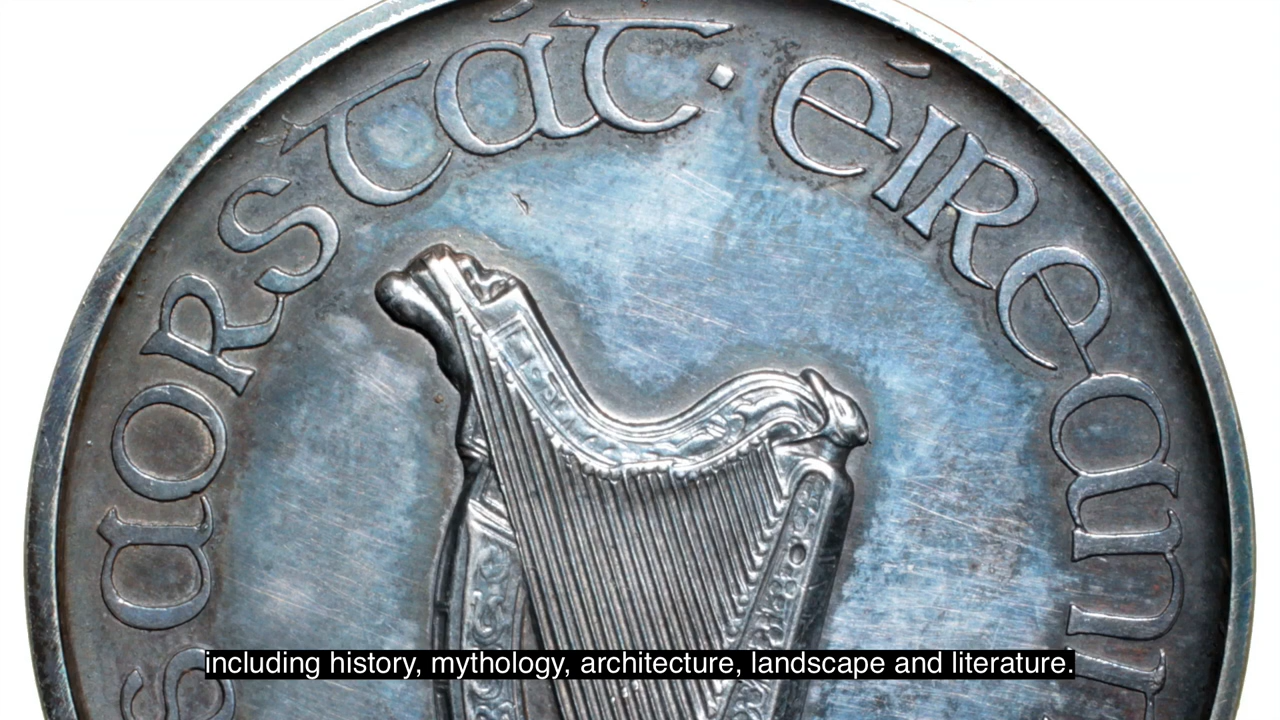 saorstát · éireann
including history, mythology, architecture, landscape and literature.